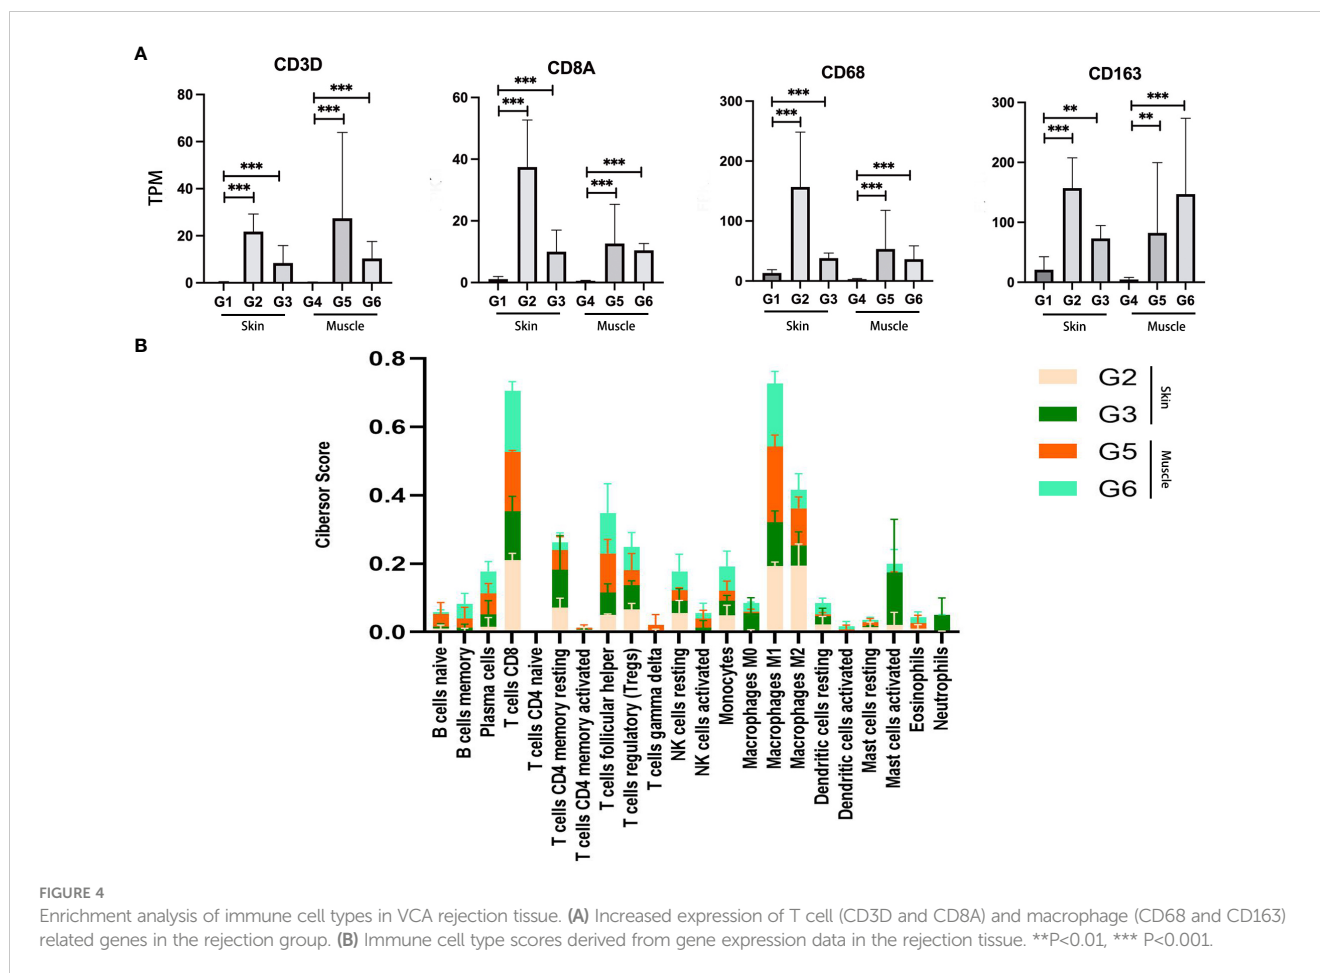 A
CD3D
CD8A
CD68
CD163
TPM
80
60
40
20
0
***
***
***
***
G1 G2 G3 G4 G5 G6
Skin Muscle
60
40
20
0
***
***
***
***
G1 G2 G3 G4 G5 G6
Skin Muscle
300
200
100
0
***
***
***
***
G1 G2 G3 G4 G5 G6
Skin Muscle
300
200
100
0
**
***
***
**
G1 G2 G3 G4 G5 G6
Skin Muscle
B
Cibersor Score
0.8
0.6
0.4
0.2
0.0
B cells naive
B cells memory
Plasma cells
T cells CD8
T cells CD4 naive
T cells CD4 memory resting
T cells CD4 memory activated
T cells follicular helper
T cells regulatory (Tregs)
T cells gamma delta
NK cells resting
NK cells activated
Monocytes
Macrophages M0
Macrophages M1
Macrophages M2
Dendritic cells resting
Dendritic cells activated
Mast cells resting
Mast cells activated
Eosinophils
Neutrophils
G2
G3
Skin
G5
G6
Muscle
FIGURE 4
Enrichment analysis of immune cell types in VCA rejection tissue. (A) Increased expression of T cell (CD3D and CD8A) and macrophage (CD68 and CD163)
related genes in the rejection group. (B) Immune cell type scores derived from gene expression data in the rejection tissue. **P<0.01, *** P<0.001.